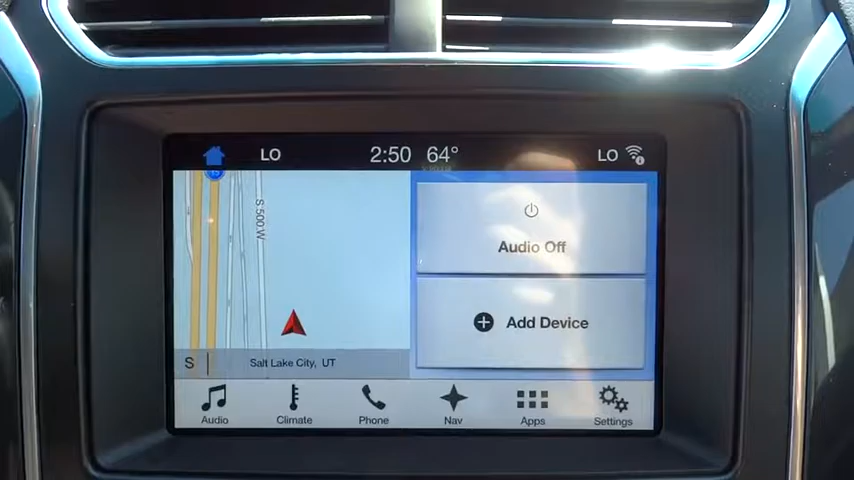 LO
2:50
64°
LO
15
S 500 W
Audio Off
Add Device
S
Salt Lake City, UT
Audio
Climate
Phone
Nav
Apps
Settings